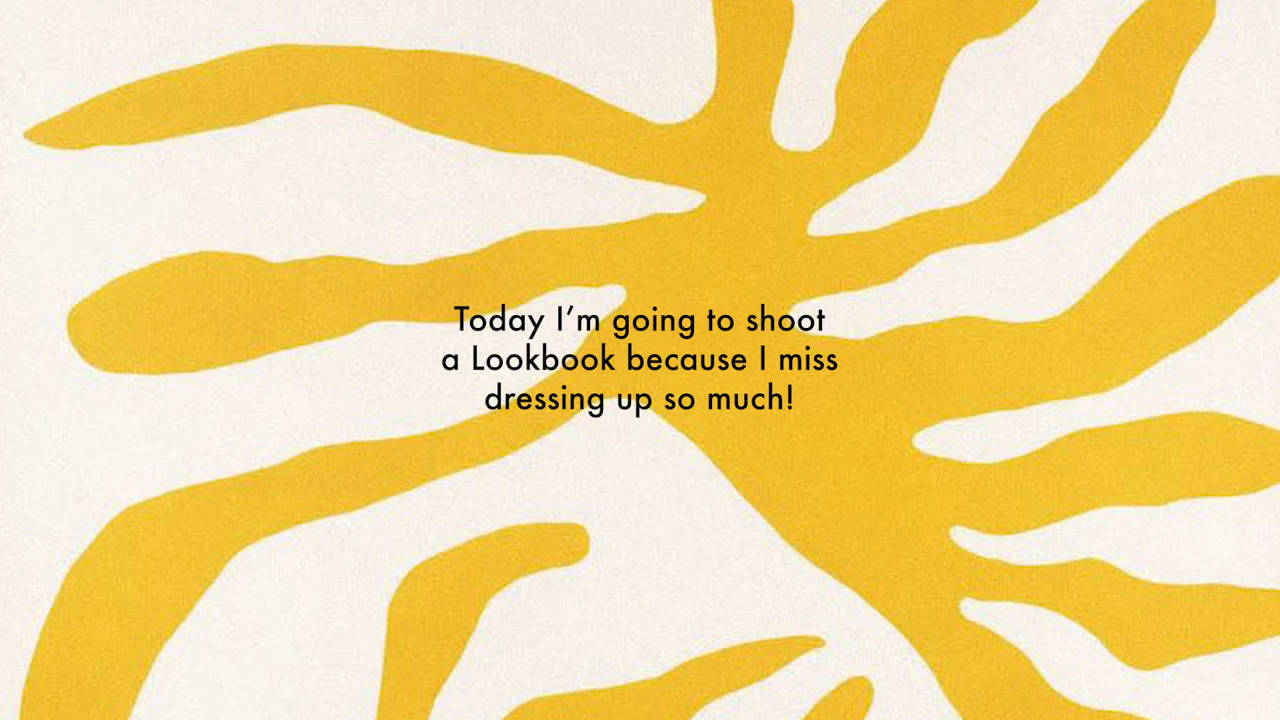 Today I’m going to shoot
a Lookbook because I miss
dressing up so much!